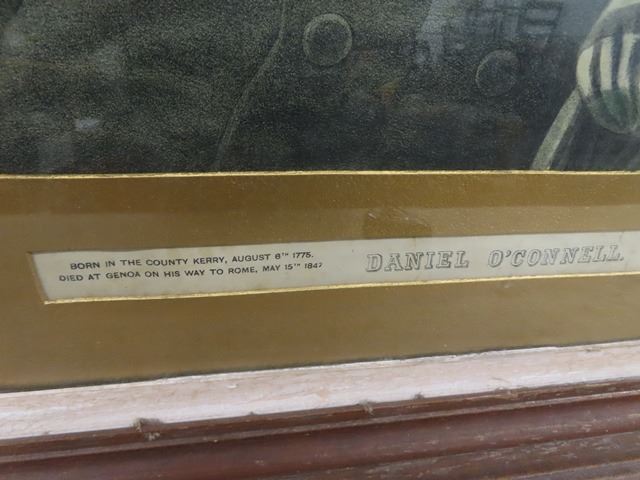 BORN IN THE COUNTY KERRY, AUGUST 6TH 1775.
DIED AT GENOA ON HIS WAY TO ROME, MAY 15TH 1847
DANIEL O'CONNELL.